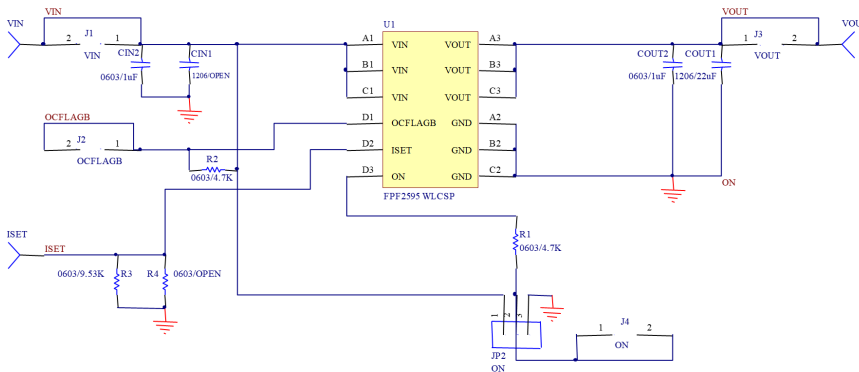 VIN
VIN
2
J1
1
VIN
CIN2
0603/1uF
CIN1
1206/OPEN
OCFLAGB
2
J2
1
OCFLAGB
R2
0603/4.7K
U1
A1
VIN
VOUT
A3
B1
VIN
VOUT
B3
C1
VIN
VOUT
C3
D1
OCFLAGB
GND
A2
D2
ISET
GND
B2
D3
ON
GND
C2
FPF2595 WLCSP
VOUT
VOU
1
J3
2
VOUT
COUT2
COUT1
0603/1uF
1206/22uF
ON
ISET
ISET
0603/9.53K
R3
R4
0603/OPEN
R1
0603/4.7K
1
2
3
JP2
ON
J4
1
2
ON